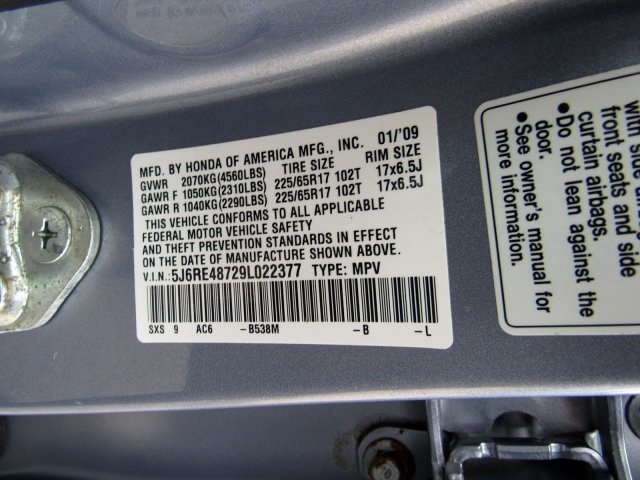 MFD. BY HONDA OF AMERICA MFG., INC. 01/'09
GVWR 2070KG(4560LBS) TIRE SIZE RIM SIZE
GAWR F 1050KG(2310LBS) 225/65R17 102T 17x6.5J
GAWR R 1040KG(2290LBS) 225/65R17 102T 17x6.5J
THIS VEHICLE CONFORMS TO ALL APPLICABLE
FEDERAL MOTOR VEHICLE SAFETY
AND THEFT PREVENTION STANDARDS IN EFFECT
ON THE DATE OF MANUFACTURE SHOWN ABOVE.
V.I.N: 5J6RE48729L022377 TYPE: MPV
SXS 9 AC6 -B538M -B -L
with side
front seats and
curtain airbags.
•Do not lean against the
door.
•See owner's manual for
more information.